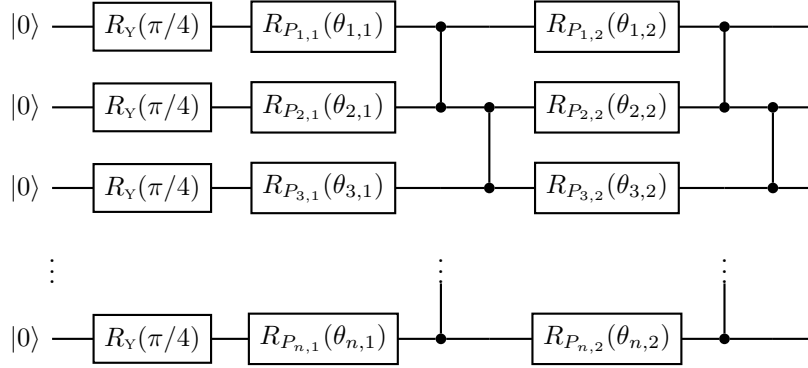 |0⟩ R_Y(π/4) R_{P_{1,1}}(θ_{1,1}) R_{P_{1,2}}(θ_{1,2})
|0⟩ R_Y(π/4) R_{P_{2,1}}(θ_{2,1}) R_{P_{2,2}}(θ_{2,2})
|0⟩ R_Y(π/4) R_{P_{3,1}}(θ_{3,1}) R_{P_{3,2}}(θ_{3,2})
⋮ ⋮ ⋮
|0⟩ R_Y(π/4) R_{P_{n,1}}(θ_{n,1}) R_{P_{n,2}}(θ_{n,2})